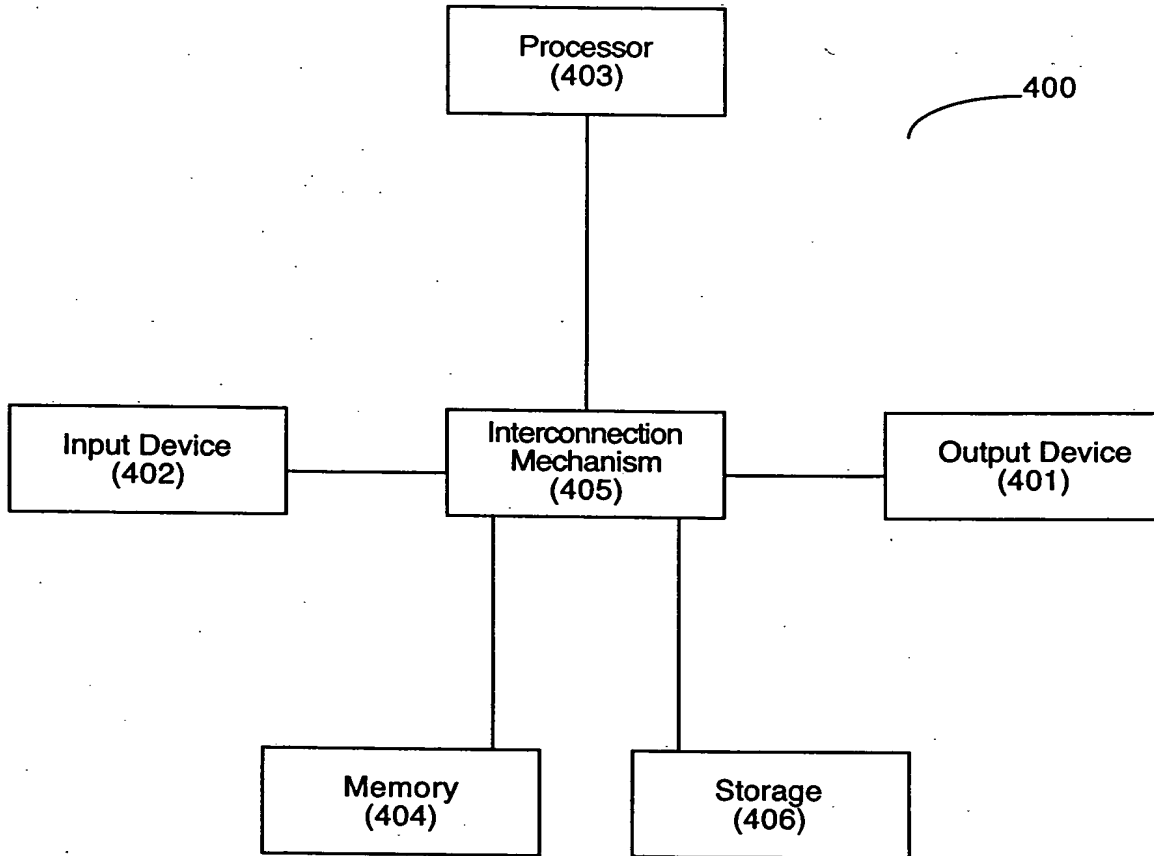 Processor
(403)
400
Input Device
(402)
Interconnection
Mechanism
(405)
Output Device
(401)
Memory
(404)
Storage
(406)